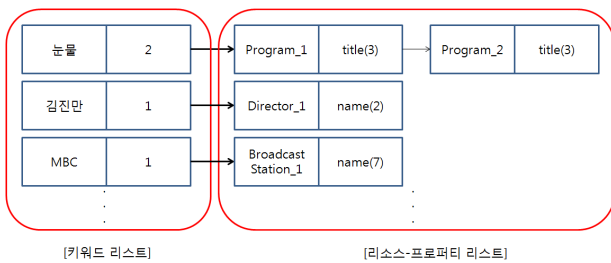 눈물 2 Program_1 title(3) Program_2 title(3)
김진만 1 Director_1 name(2)
MBC 1 Broadcast Station_1 name(7)
[키워드 리스트] [리소스-프로퍼티 리스트]